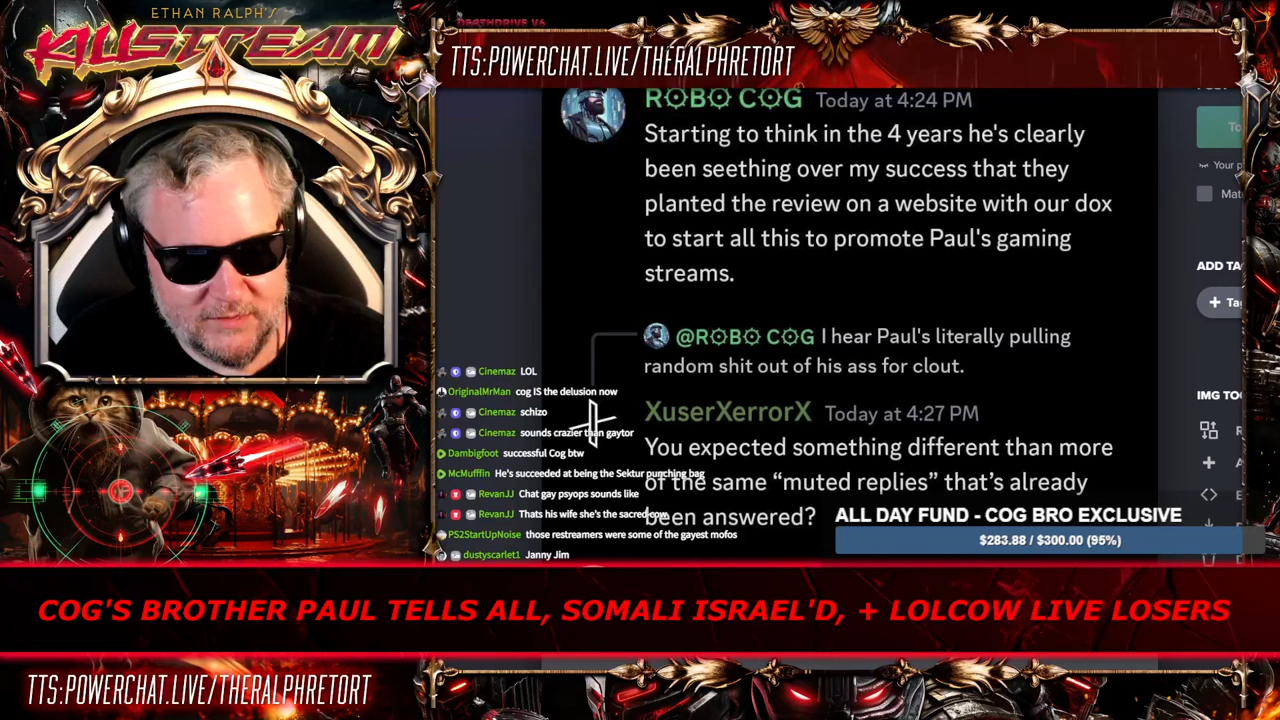 ETHAN RALPH'S
KILLSTREAM
DEATHDRIVE V6
TTS:POWERCHAT.LIVE/THERALPHRETORT
RⓄBⓄ CⓄG Today at 4:24 PM
Starting to think in the 4 years he's clearly
been seething over my success that they
planted the review on a website with our dox
to start all this to promote Paul's gaming
streams.
@RⓄBⓄ CⓄG I hear Paul's literally pulling
random shit out of his ass for clout.
XuserXerrorX Today at 4:27 PM
You expected something different than more
of the same “muted replies” that’s already
been answered?
Your p
ADD TA
+ Ta
IMG TO
Cinemaz LOL
OriginalMrMan cog IS the delusion now
Cinemaz schizo
Cinemaz sounds crazier than gaytor
Dambigfoot successful Cog btw
McMufffin He's succeeded at being the Sektur punching bag
RevanJJ Chat gay psyops sounds like
RevanJJ Thats his wife she's the sacred cow
PS2StartUpNoise those restreamers were some of the gayest mofos
dustyscarlet1 Janny Jim
ALL DAY FUND - COG BRO EXCLUSIVE
$283.88 / $300.00 (95%)
COG'S BROTHER PAUL TELLS ALL, SOMALI ISRAEL'D, + LOLCOW LIVE LOSERS
TTS:POWERCHAT.LIVE/THERALPHRETORT